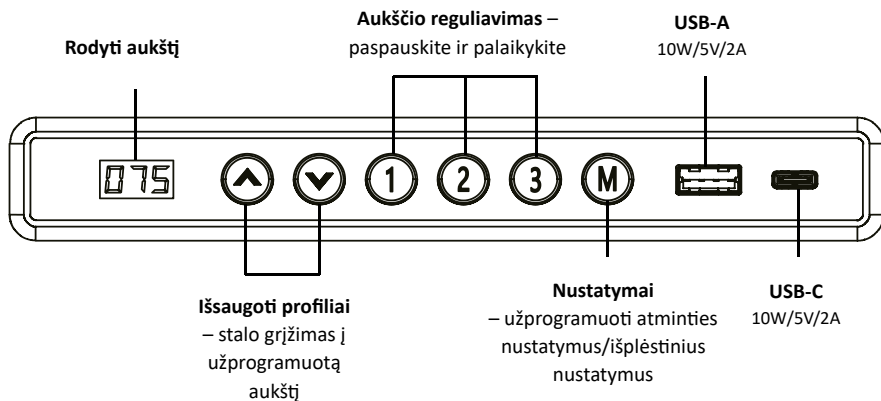 Aukščio reguliavimas –
paspauskite ir palaikykite
USB-A
10W/5V/2A
Rodyti aukštį
075
1
2
3
M
Išsaugoti profiliai
– stalo grįžimas į
užprogramuotą
aukštį
Nustatymai
– užprogramuoti atminties
nustatymus/išplėstinius
nustatymus
USB-C
10W/5V/2A